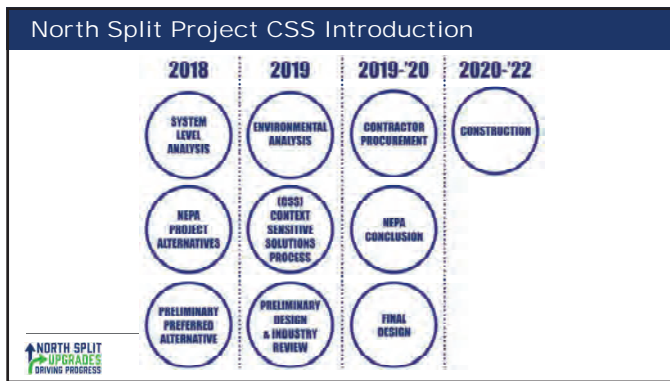 North Split Project CSS Introduction
2018
2019
2019-'20
2020-'22
SYSTEM
LEVEL
ANALYSIS
ENVIRONMENTAL
ANALYSIS
CONTRACTOR
PROCUREMENT
CONSTRUCTION
NEPA
PROJECT
ALTERNATIVES
(CSS)
CONTEXT
SENSITIVE
SOLUTIONS
PROCESS
NEPA
CONCLUSION
PRELIMINARY
PREFERRED
ALTERNATIVE
PRELIMINARY
DESIGN
& INDUSTRY
REVIEW
FINAL
DESIGN
NORTH SPLIT
UPGRADES
DRIVING PROGRESS